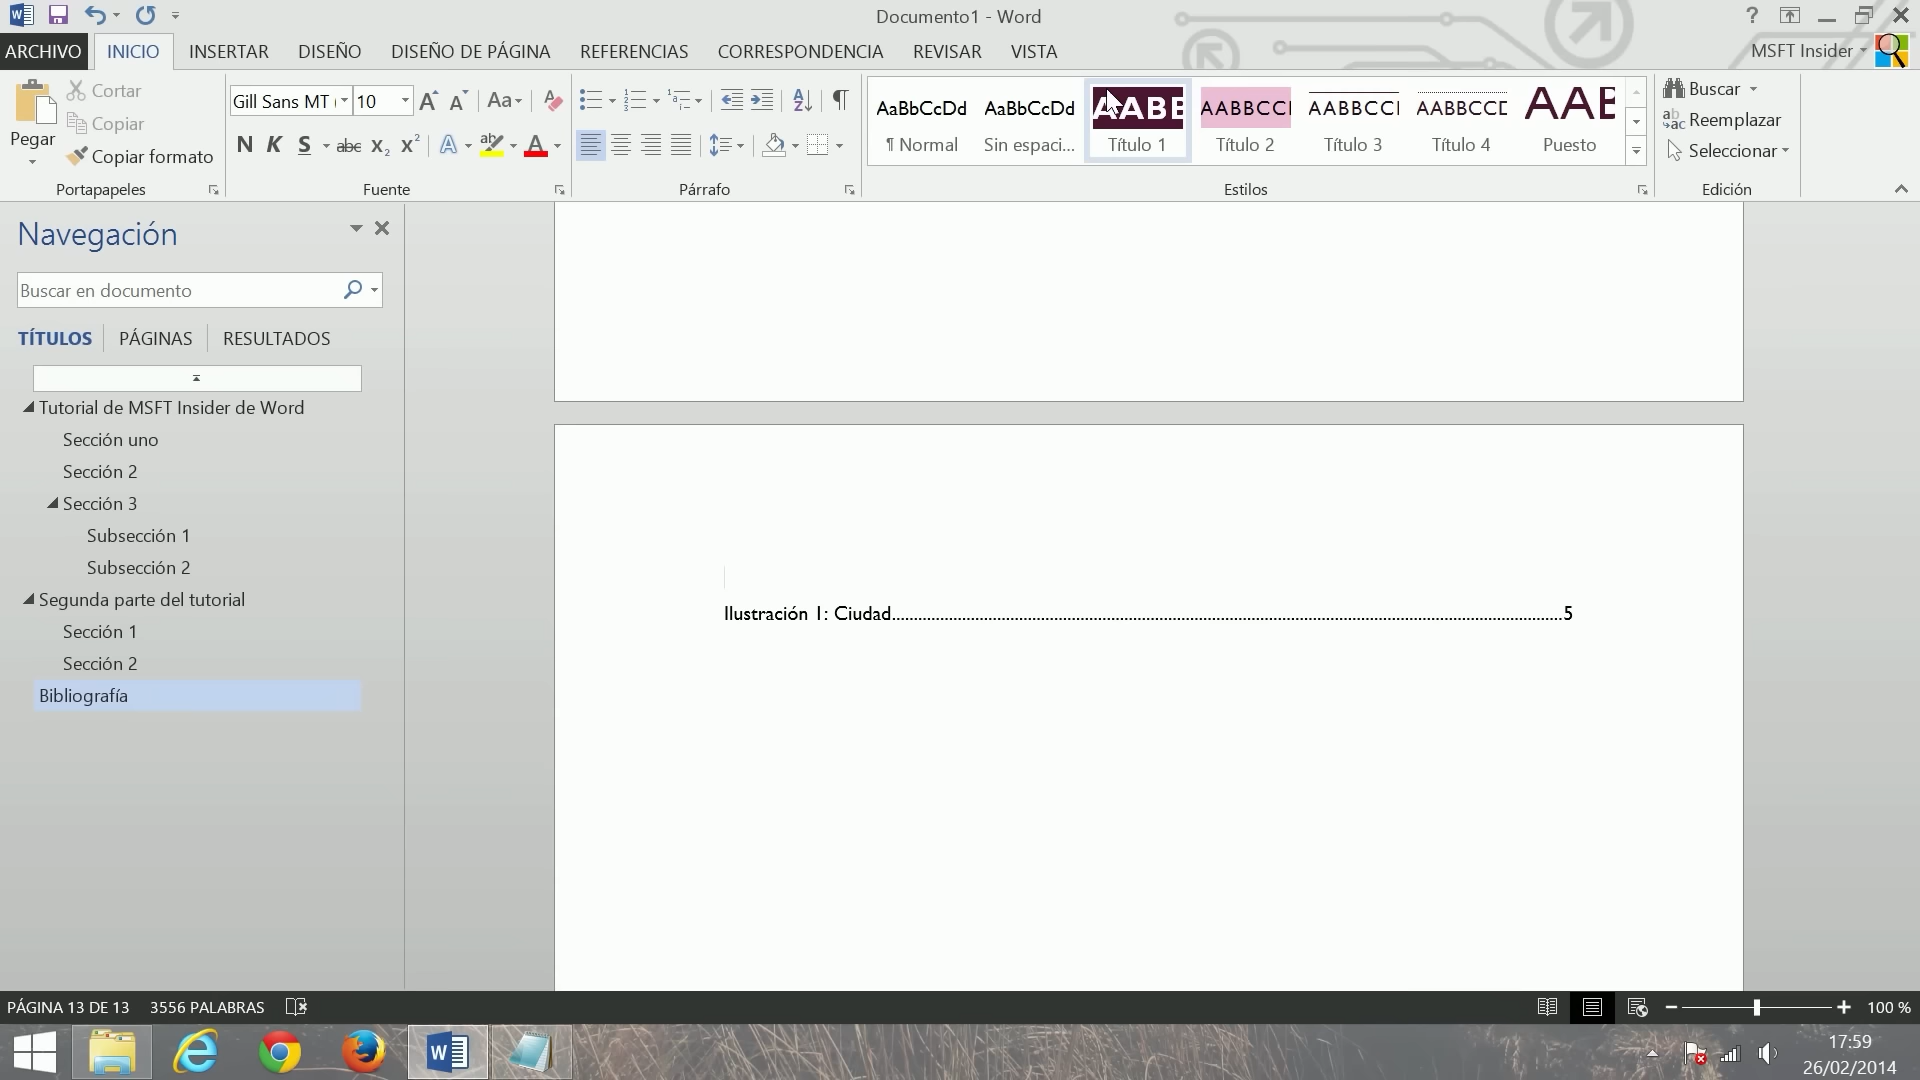 Documento1 - Word
ARCHIVO INICIO INSERTAR DISEÑO DISEÑO DE PÁGINA REFERENCIAS CORRESPONDENCIA REVISAR VISTA MSFT Insider
Pegar
Cortar
Copiar
Copiar formato
Portapapeles
Gill Sans MT 10
Aa
N K S abc X₂ X² A ab A
Fuente
Párrafo
AaBbCcDd AaBbCcDd AABB AABBCCI AABBCCI AABBCCD AAB
¶ Normal Sin espaci... Título 1 Título 2 Título 3 Título 4 Puesto
Estilos
Buscar
Reemplazar
Seleccionar
Edición
Navegación
Buscar en documento
TÍTULOS PÁGINAS RESULTADOS
Tutorial de MSFT Insider de Word
Sección uno
Sección 2
Sección 3
Subsección 1
Subsección 2
Segunda parte del tutorial
Sección 1
Sección 2
Bibliografía
Ilustración 1: Ciudad.....5
PÁGINA 13 DE 13 3556 PALABRAS 100 %
17:59
26/02/2014